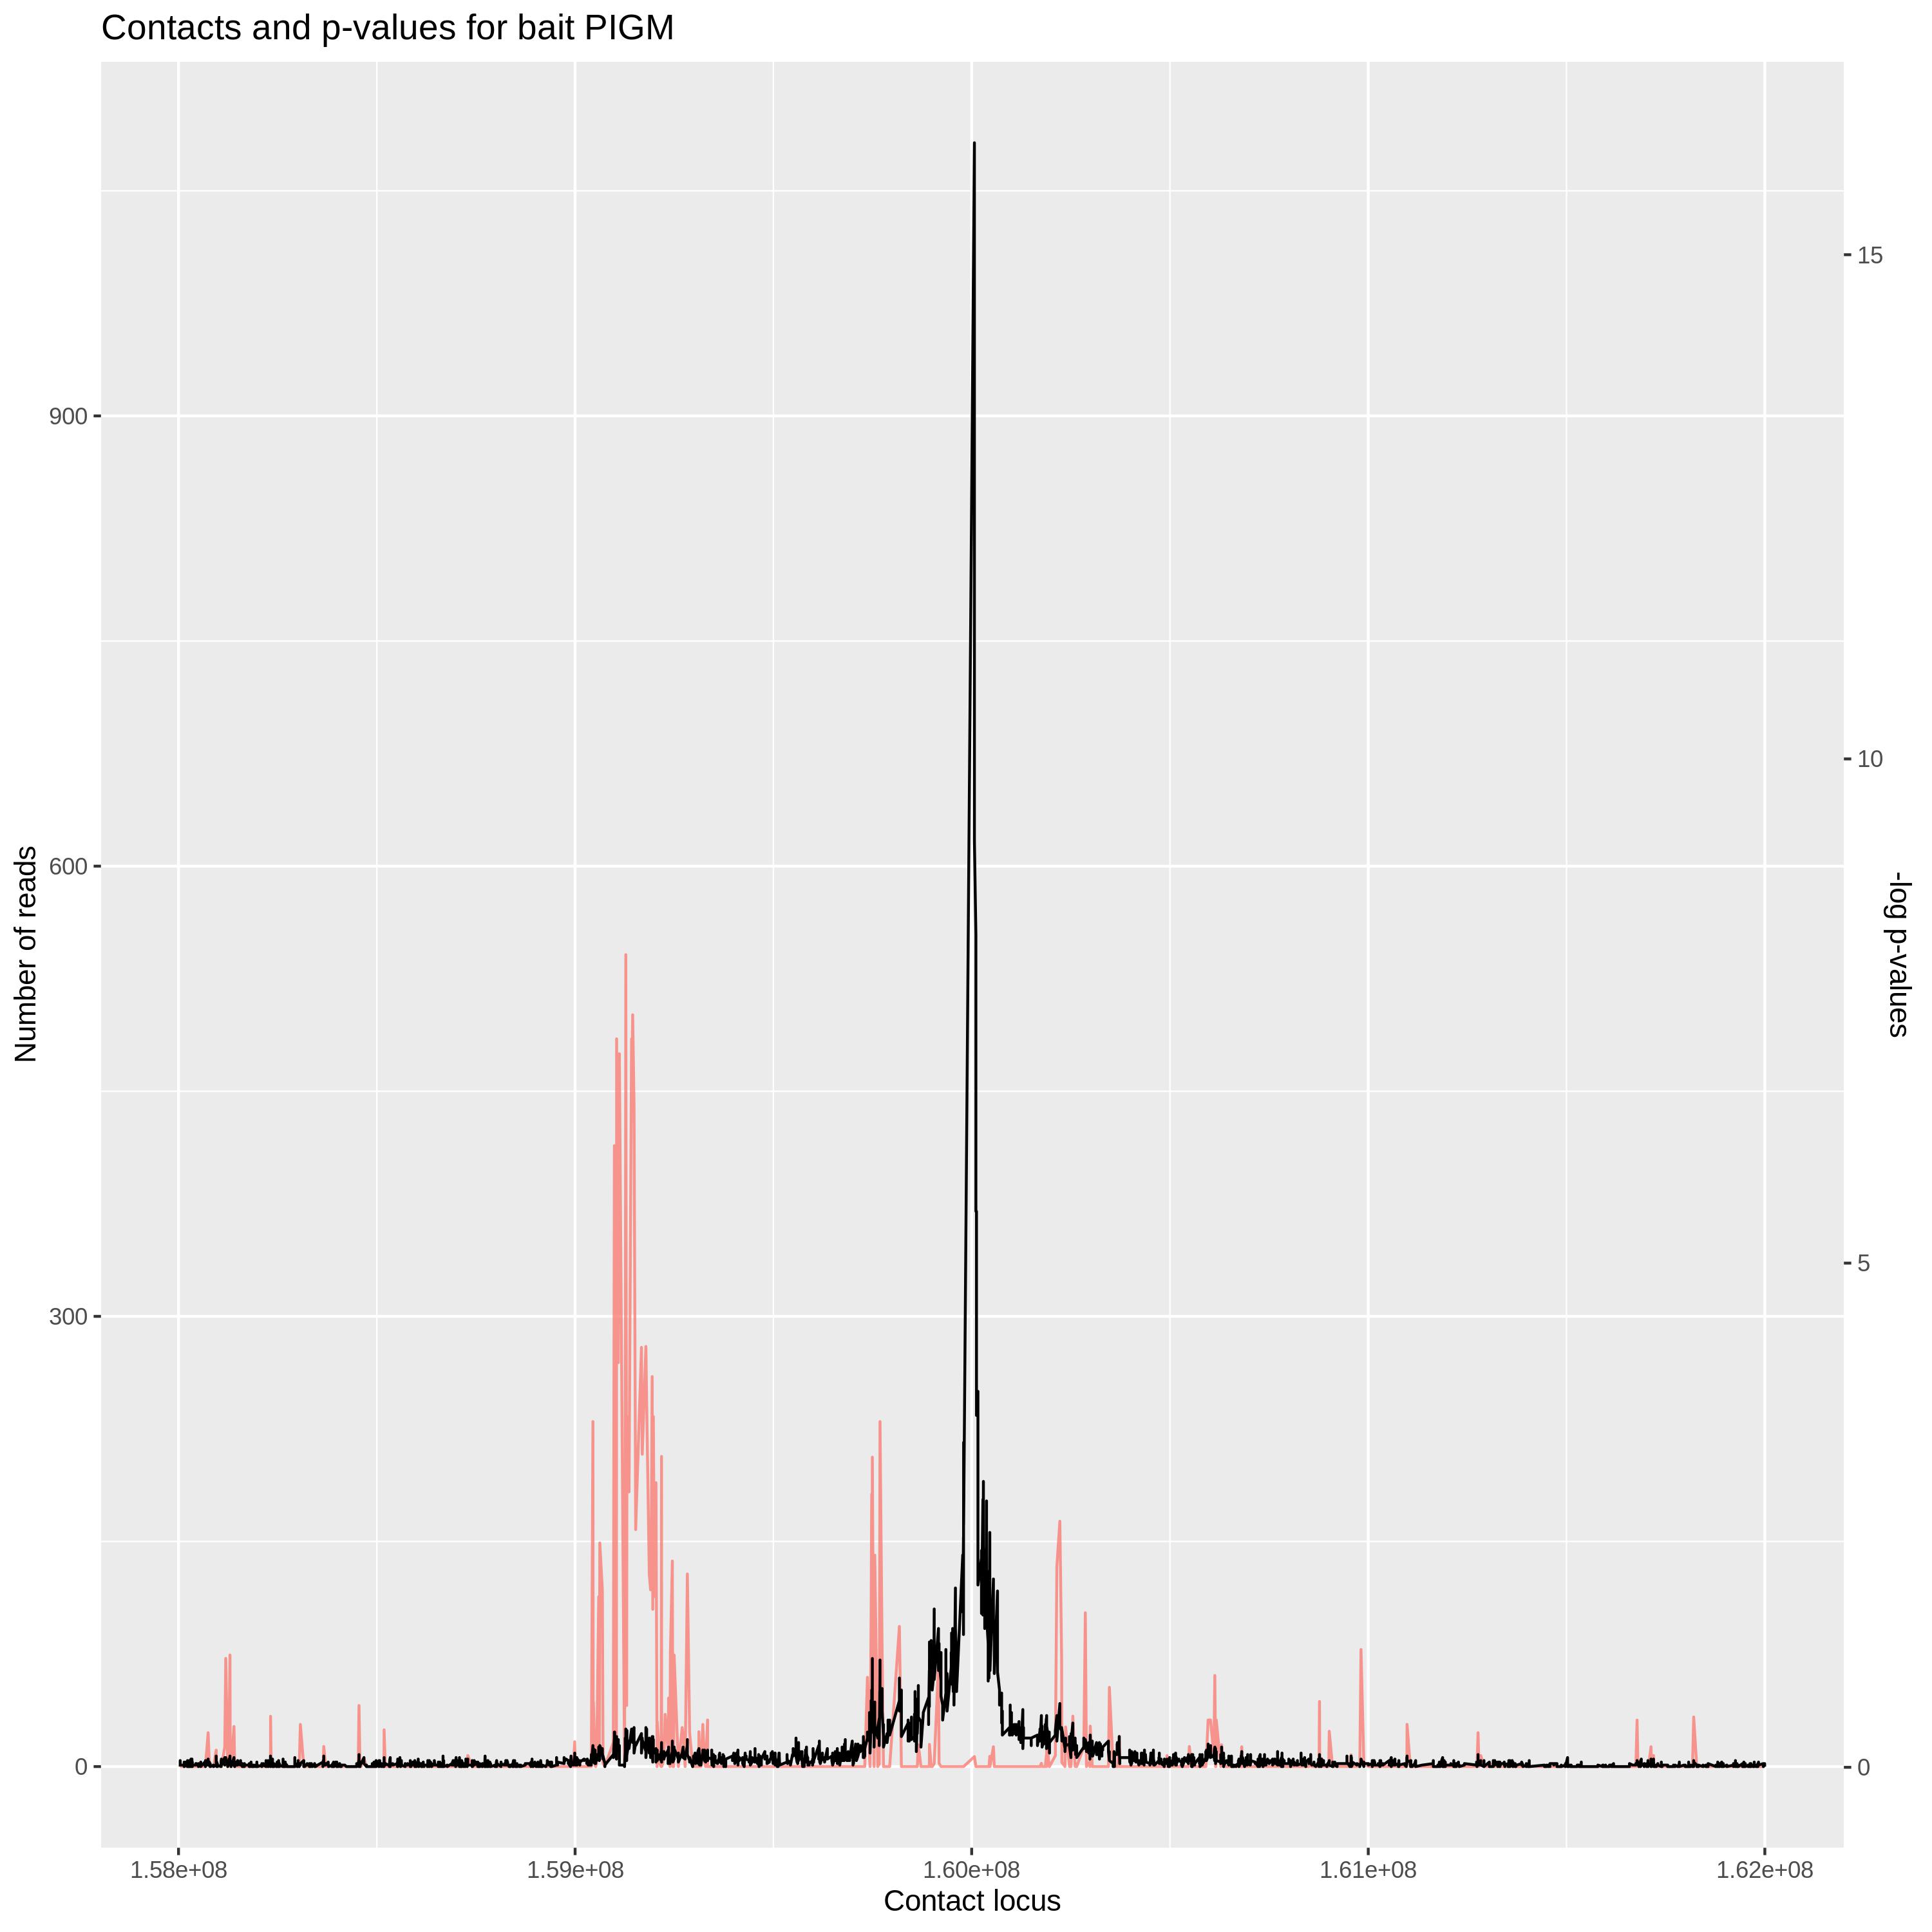 Contacts and p-values for bait PIGM
900
600
300
0
Number of reads
15
10
5
0
-log p-values
1.58e+08
1.59e+08
1.60e+08
1.61e+08
1.62e+08
Contact locus